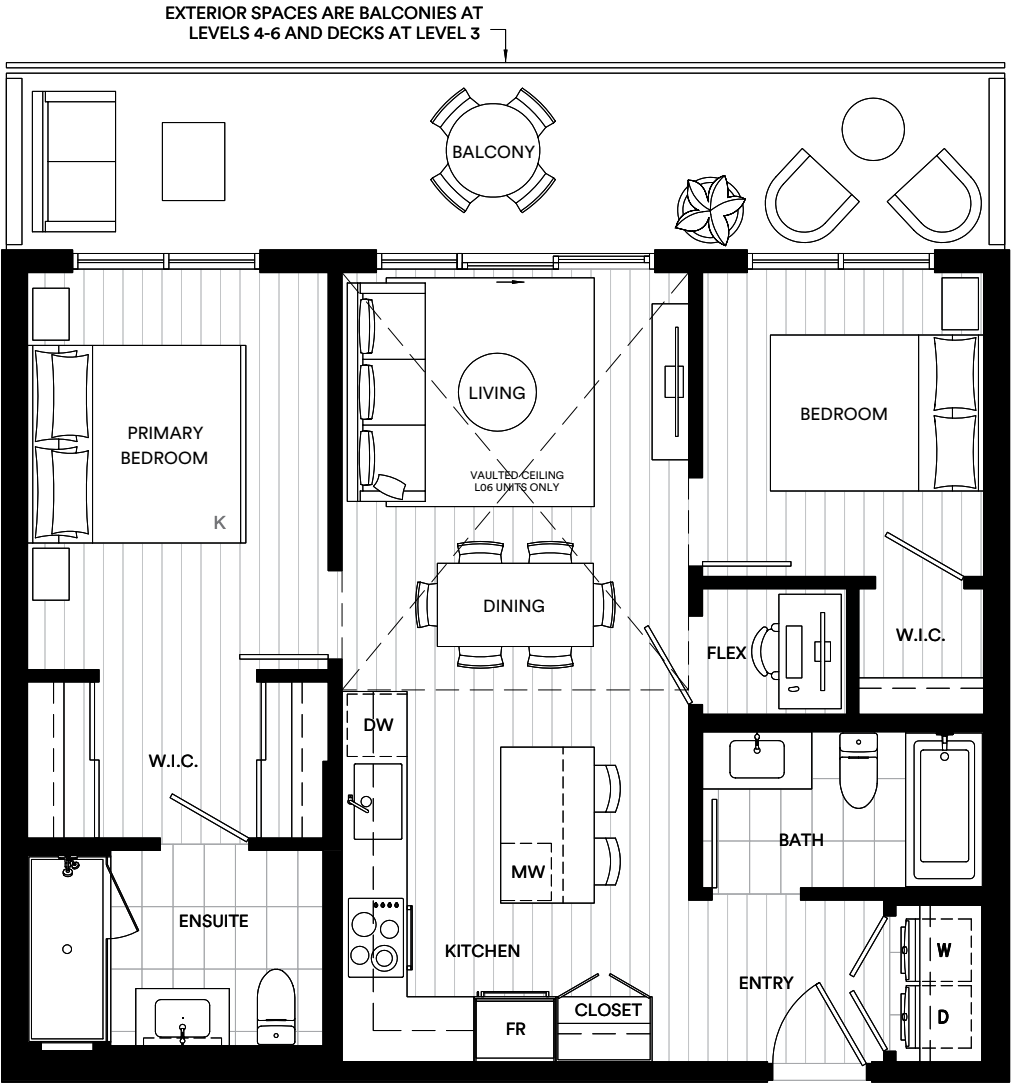 EXTERIOR SPACES ARE BALCONIES AT
LEVELS 4-6 AND DECKS AT LEVEL 3
BALCONY
LIVING
PRIMARY
BEDROOM
BEDROOM
VAULTED CEILING
L06 UNITS ONLY
K
DINING
W.I.C.
FLEX
DW
W.I.C.
BATH
MW
ENSUITE
KITCHEN
W
ENTRY
CLOSET
D
FR